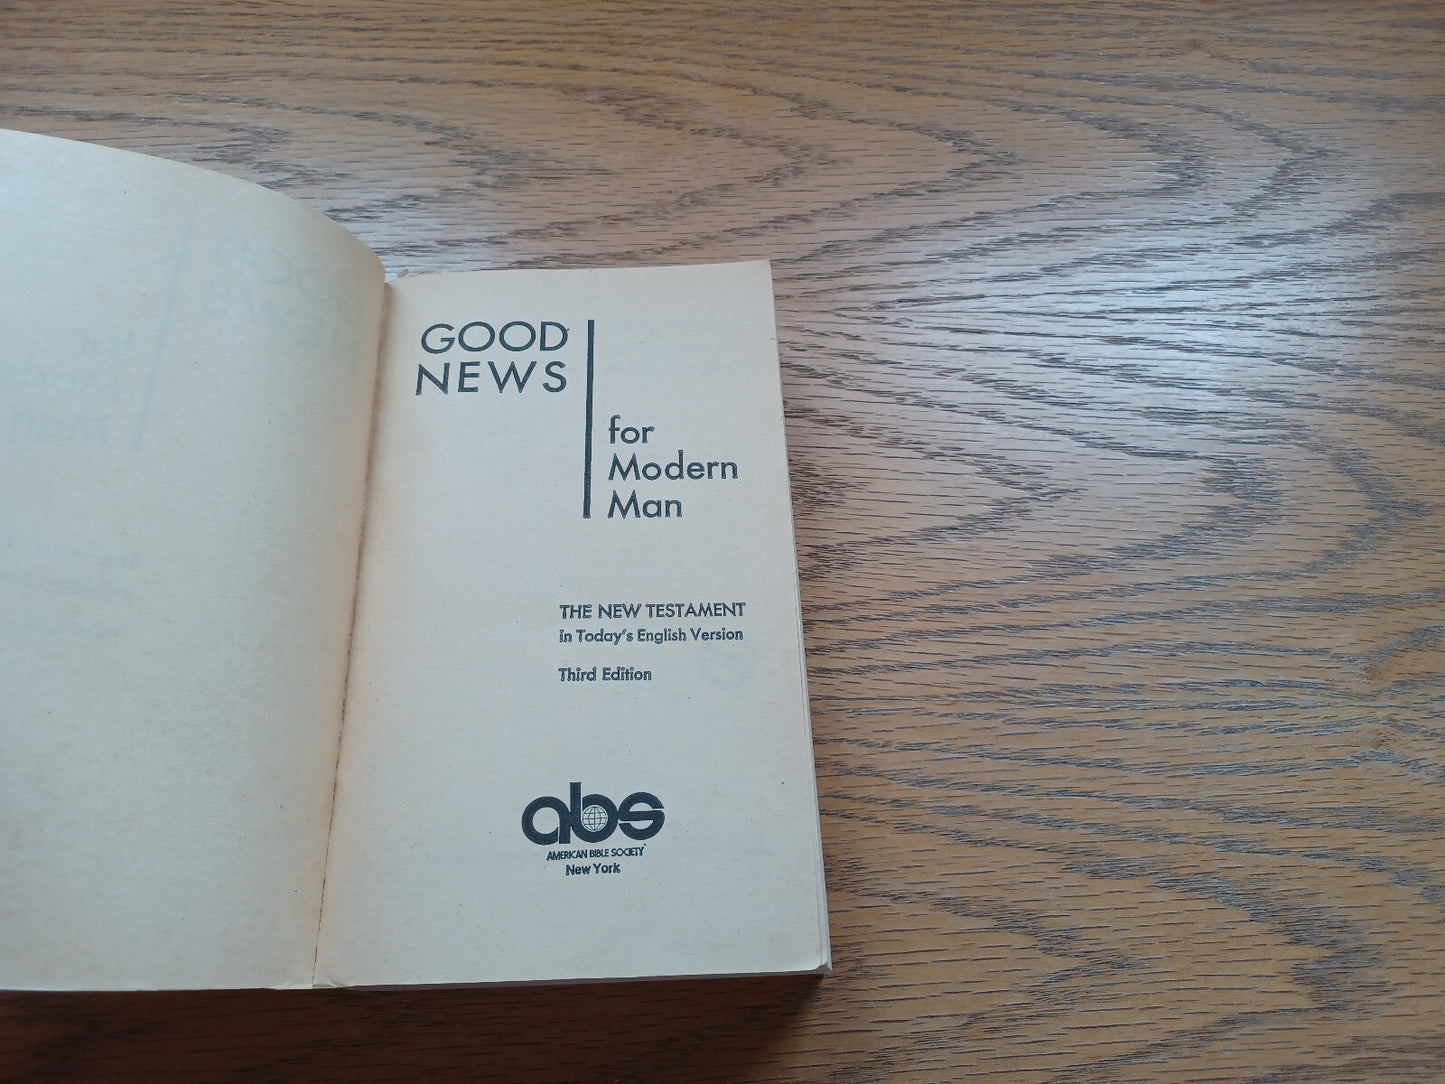 GOOD
NEWS
for
Modern
Man
THE NEW TESTAMENT
in Today's English Version
Third Edition
abs
AMERICAN BIBLE SOCIETY
New York